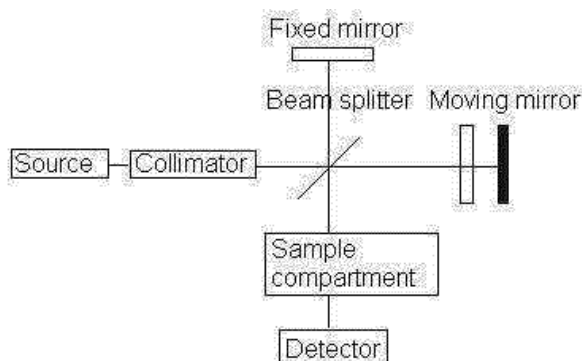 Fixed mirror
Beam splitter
Moving mirror
Source
Collimator
Sample
compartment
Detector